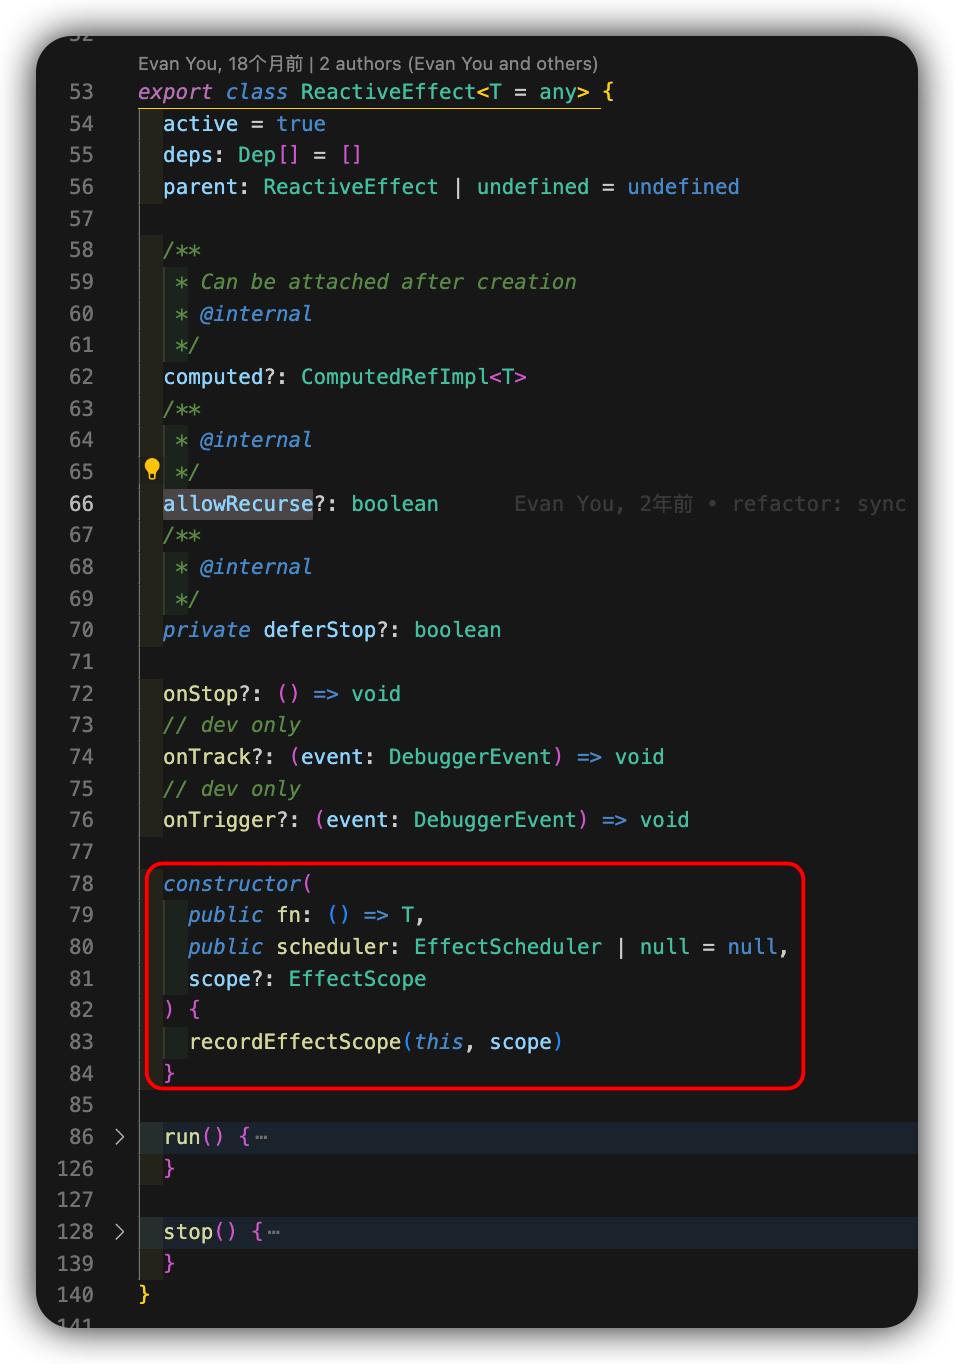 Evan You, 18个月前 | 2 authors (Evan You and others)
53 export class ReactiveEffect<T = any> {
54 active = true
55 deps: Dep[] = []
56 parent: ReactiveEffect | undefined = undefined
57
58 /**
59 * Can be attached after creation
60 * @internal
61 */
62 computed?: ComputedRefImpl<T>
63 /**
64 * @internal
65 */
66 allowRecurse?: boolean Evan You, 2年前 • refactor: sync
67 /**
68 * @internal
69 */
70 private deferStop?: boolean
71
72 onStop?: () => void
73 // dev only
74 onTrack?: (event: DebuggerEvent) => void
75 // dev only
76 onTrigger?: (event: DebuggerEvent) => void
77
78 constructor(
79 public fn: () => T,
80 public scheduler: EffectScheduler | null = null,
81 scope?: EffectScope
82 ) {
83 recordEffectScope(this, scope)
84 }
85
86 run() {⋯
126 }
127
128 stop() {⋯
139 }
140 }